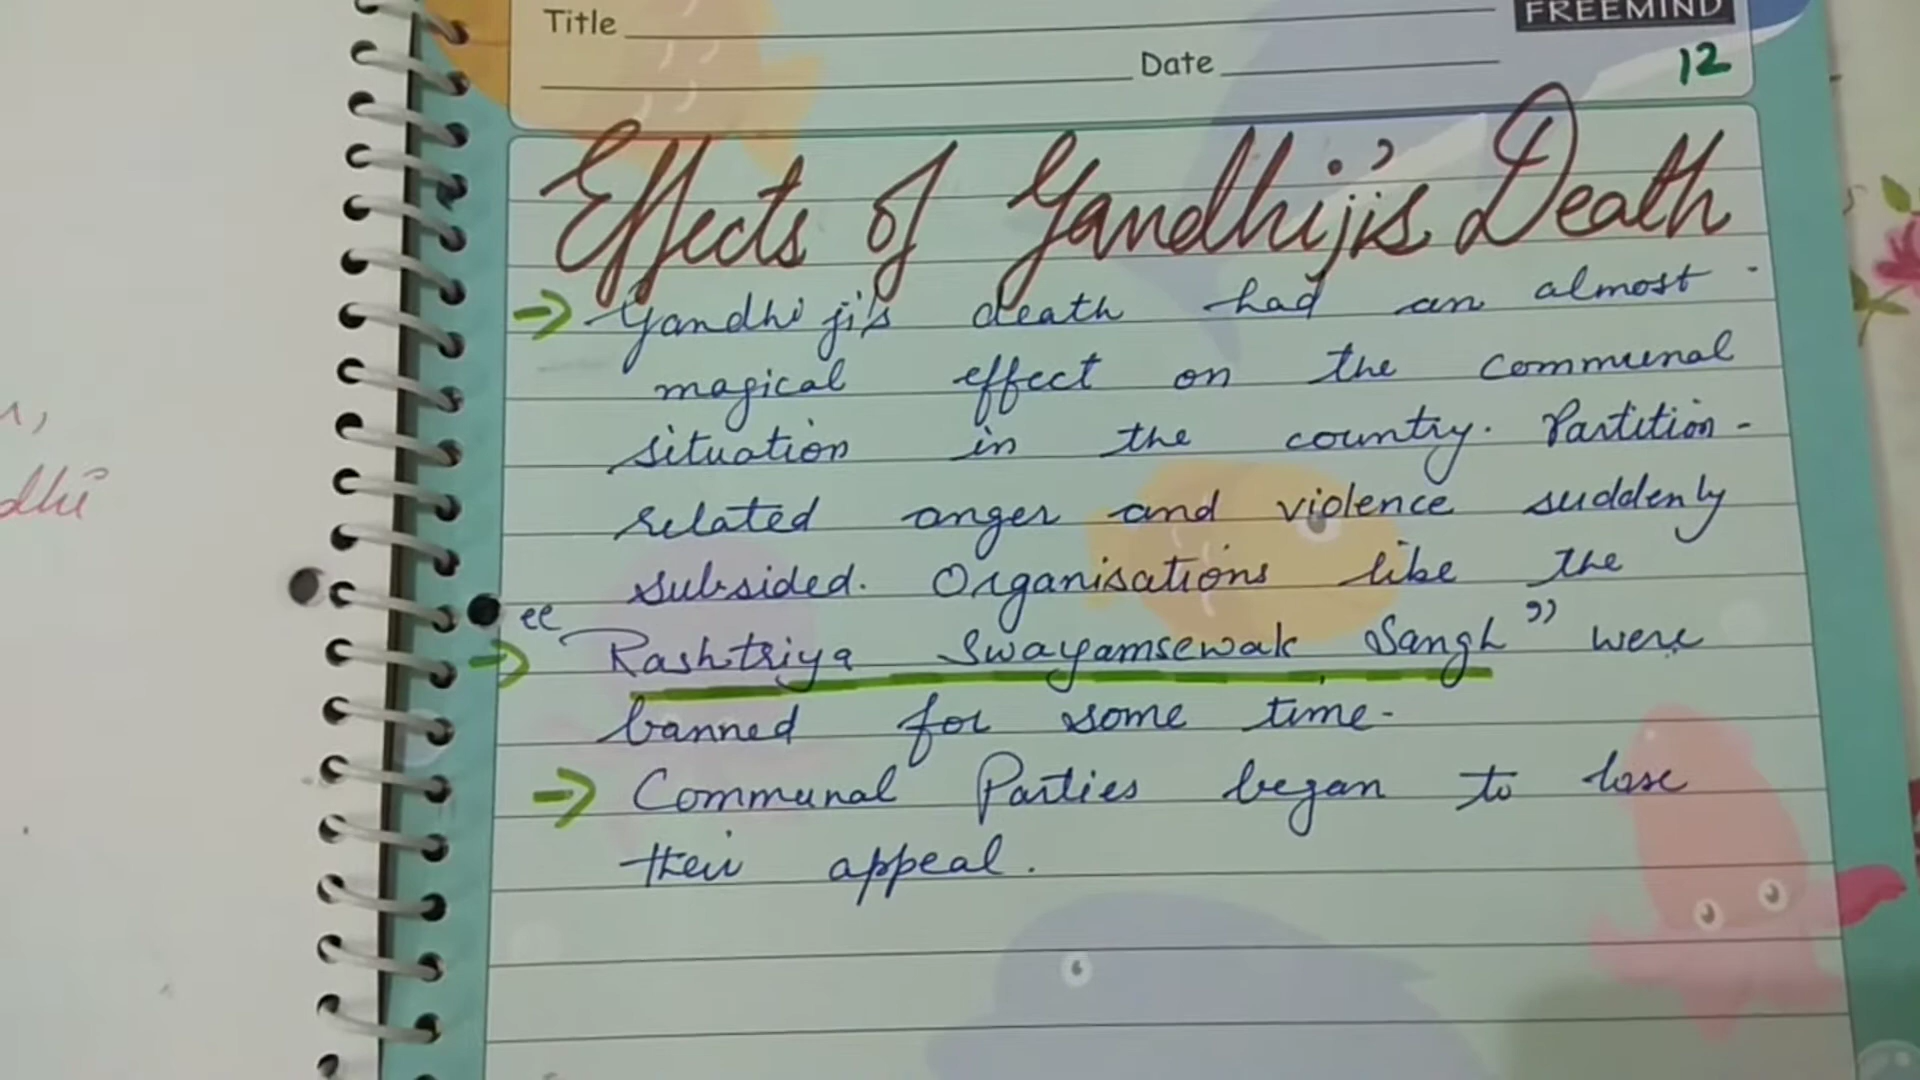 FREEMIND
Title
Date
12
Effects of Gandhiji's Death
→ Gandhiji's death had an almost
magical effect on the communal
situation in the country. Partition-
related anger and violence suddenly
subsided. Organisations like the
→ "Rashtriya Swayamsewak Sangh" were
banned for some time.
→ Communal Parties began to lose
their appeal.
dhi